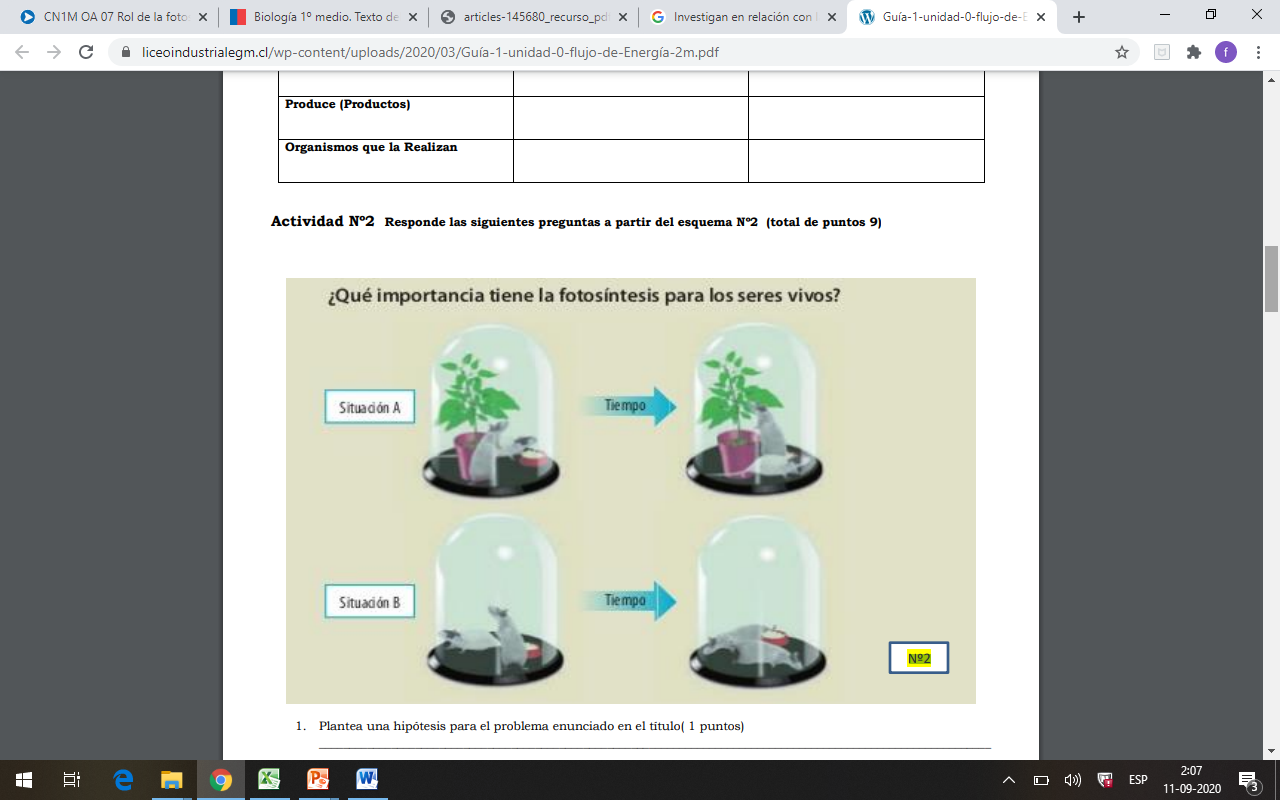 CN1M OA 07 Rol de la foto
Biología 1º medio. Texto de
articles-145680_recurso_pdf
Investigan en relación con
Guía-1-unidad-0-flujo-de-E
liceoindustrialegm.cl/wp-content/uploads/2020/03/Guía-1-unidad-0-flujo-de-Energía-2m.pdf
f
Produce (Productos)
Organismos que la Realizan
Actividad Nº2 Responde las siguientes preguntas a partir del esquema Nº2 (total de puntos 9)
¿Qué importancia tiene la fotosíntesis para los seres vivos?
Situación A
Tiempo
Situación B
Tiempo
Nº2
1. Plantea una hipótesis para el problema enunciado en el título( 1 puntos)
ESP
2:07
11-09-2020
3